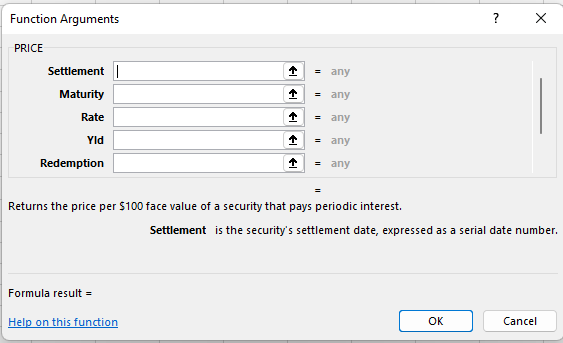 Function Arguments ?
PRICE
Settlement = any
Maturity = any
Rate = any
Yld = any
Redemption = any
=
Returns the price per $100 face value of a security that pays periodic interest.
Settlement is the security's settlement date, expressed as a serial date number.
Formula result =
Help on this function OK Cancel